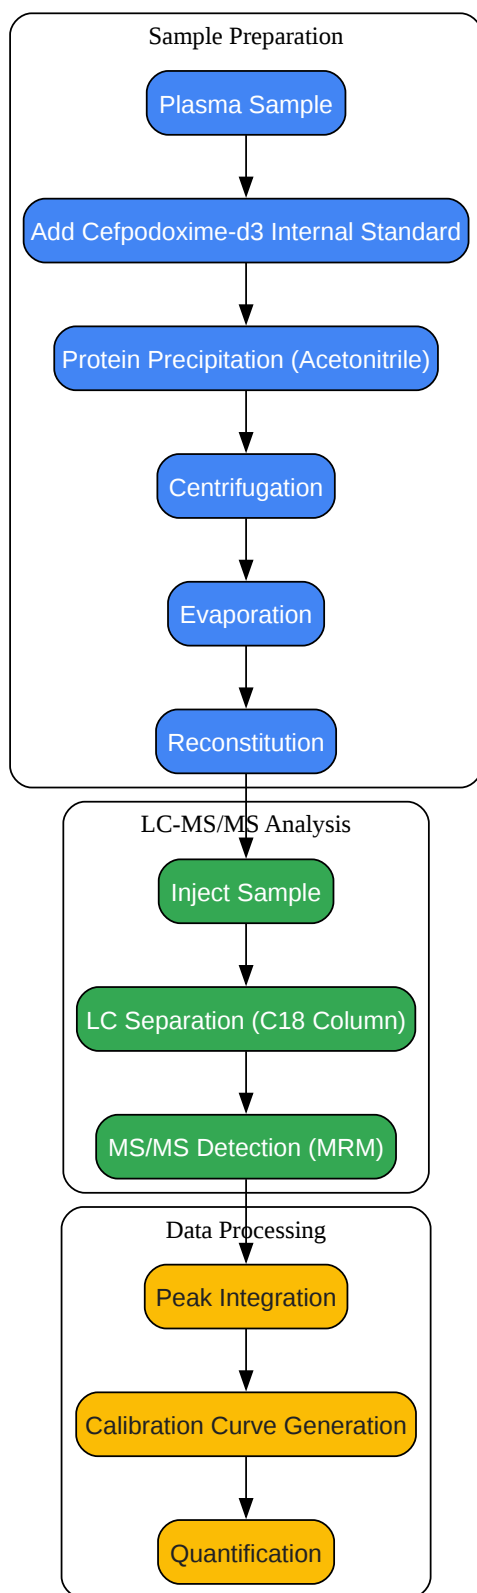 Sample Preparation
Plasma Sample
Add Cefpodoxime-d3 Internal Standard
Protein Precipitation (Acetonitrile)
Centrifugation
Evaporation
Reconstitution
LC-MS/MS Analysis
Inject Sample
LC Separation (C18 Column)
MS/MS Detection (MRM)
Data Processing
Peak Integration
Calibration Curve Generation
Quantification